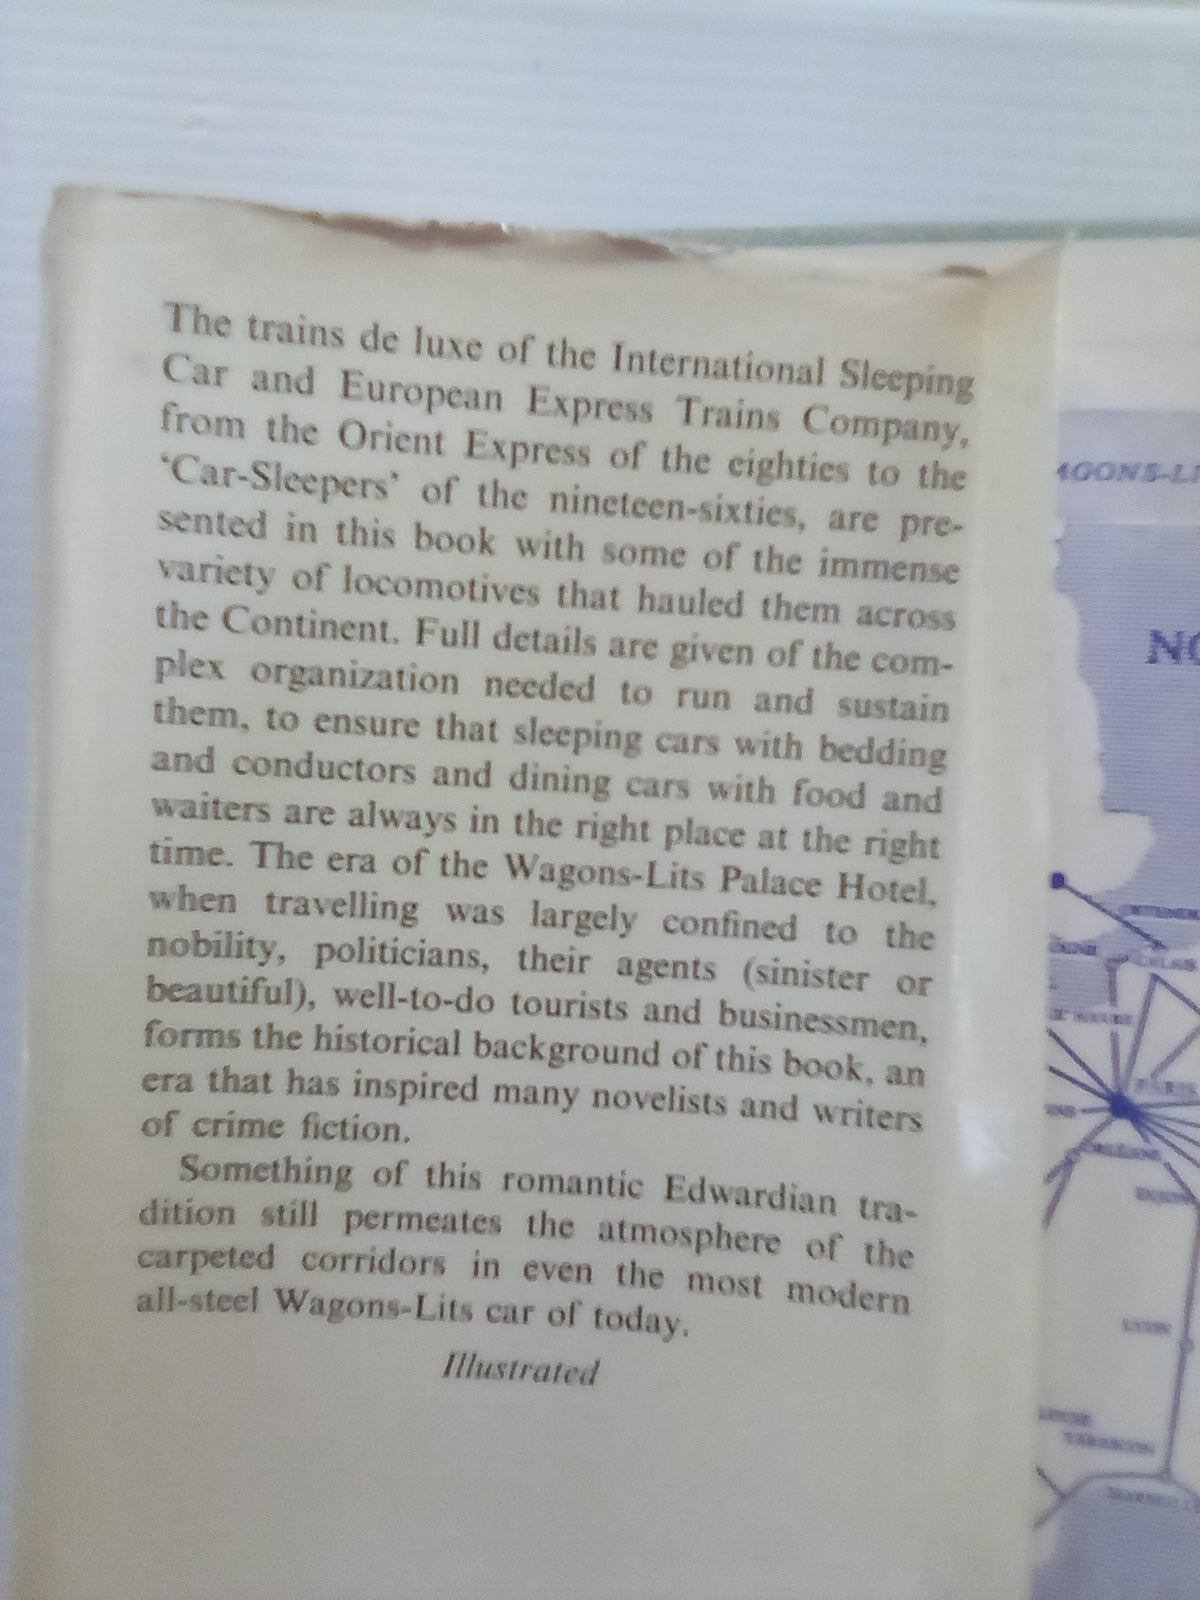 The trains de luxe of the International Sleeping
Car and European Express Trains Company,
from the Orient Express of the eighties to the
‘Car-Sleepers’ of the nineteen-sixties, are pre-
sented in this book with some of the immense
variety of locomotives that hauled them across
the Continent. Full details are given of the com-
plex organization needed to run and sustain
them, to ensure that sleeping cars with bedding
and conductors and dining cars with food and
waiters are always in the right place at the right
time. The era of the Wagons-Lits Palace Hotel,
when travelling was largely confined to the
nobility, politicians, their agents (sinister or
beautiful), well-to-do tourists and businessmen,
forms the historical background of this book, an
era that has inspired many novelists and writers
of crime fiction.
Something of this romantic Edwardian tra-
dition still permeates the atmosphere of the
carpeted corridors in even the most modern
all-steel Wagons-Lits car of today.
Illustrated
AGONS-LI
NO
PARIS
LYON
TARASCON